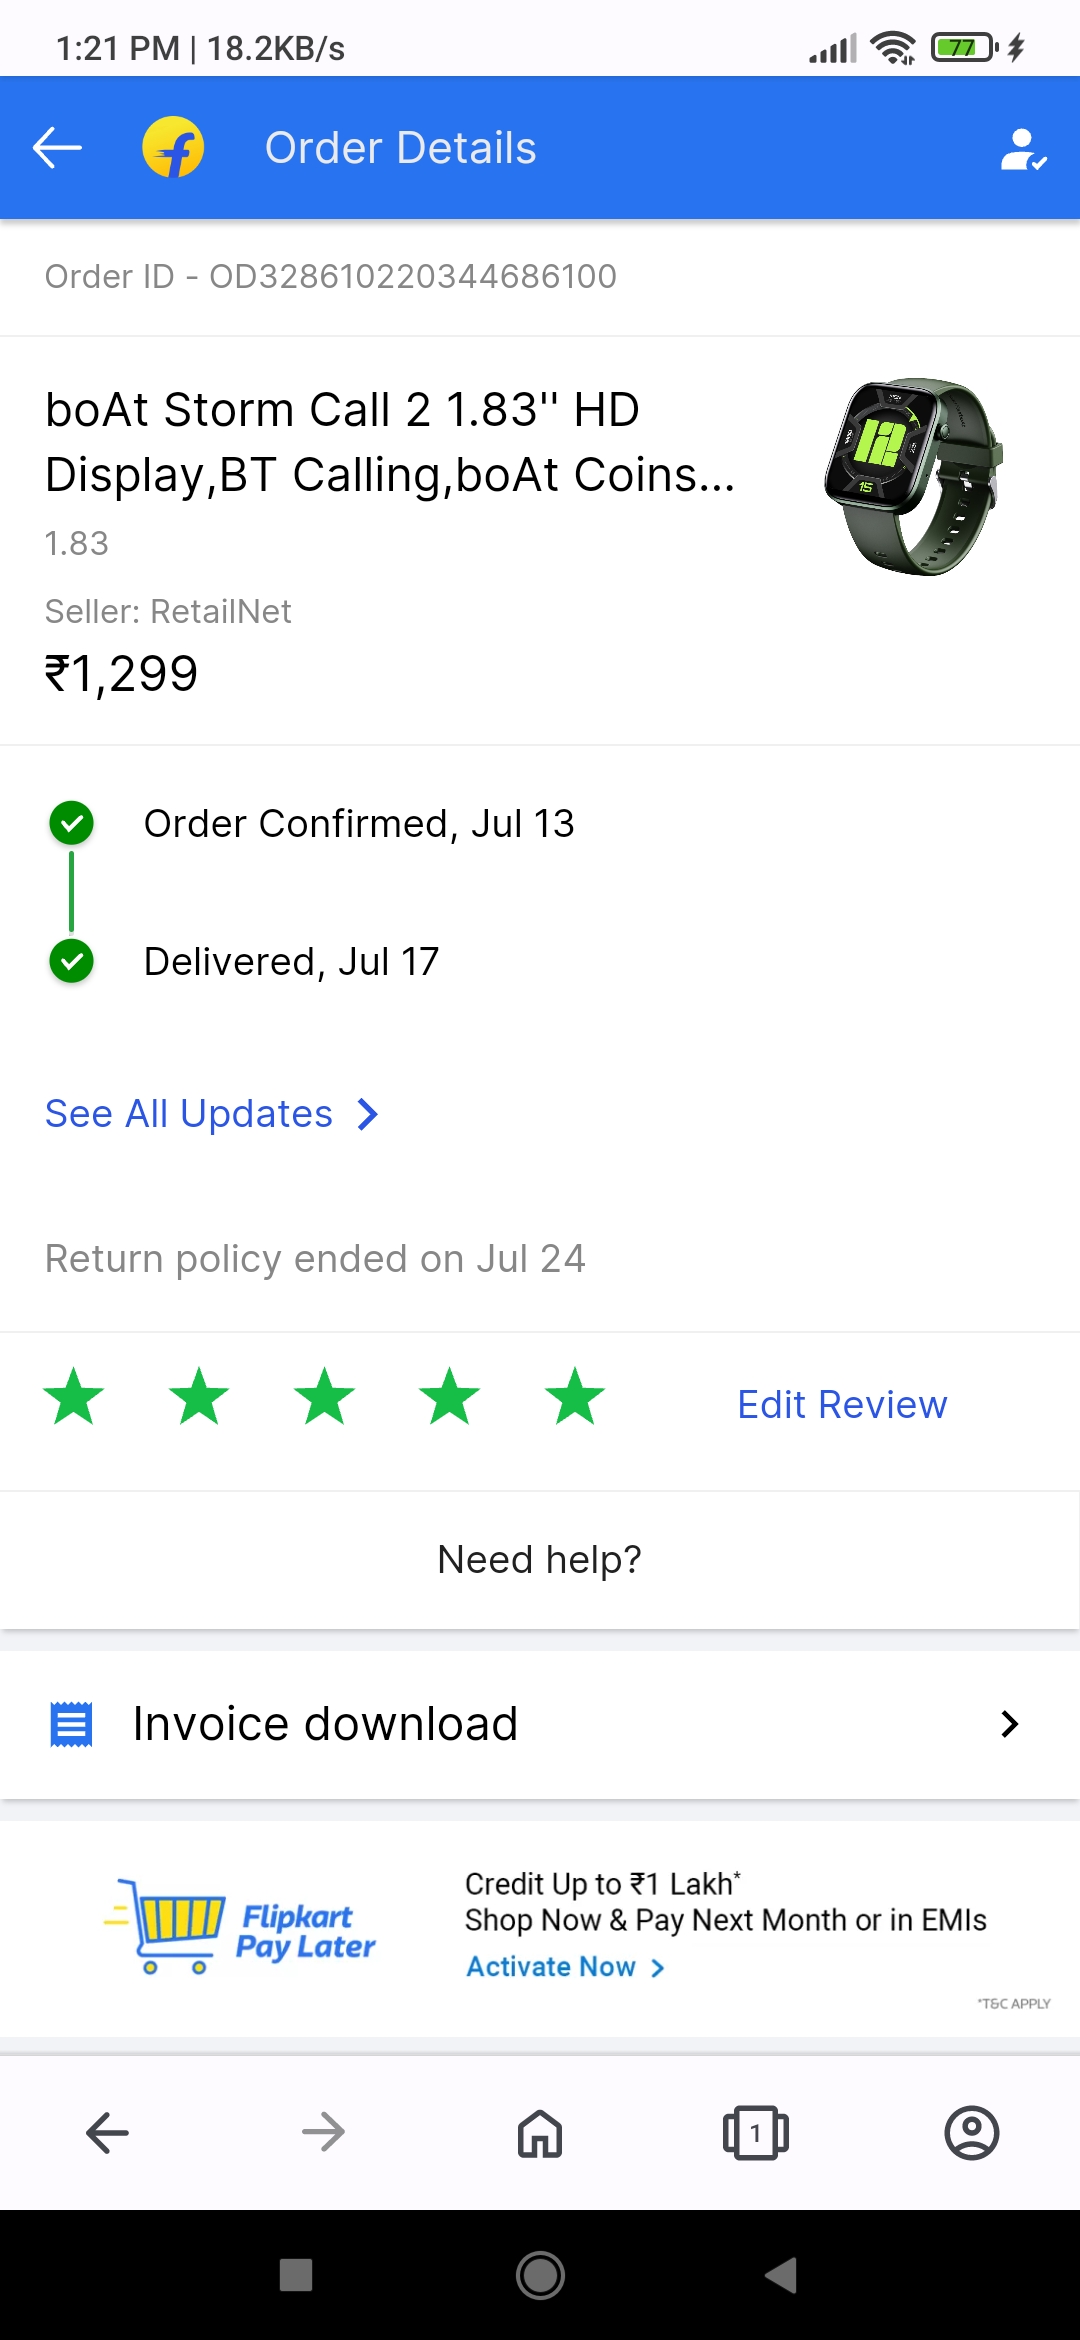 1:21 PM | 18.2KB/s
77
Order Details
Order ID - OD328610220344686100
boAt Storm Call 2 1.83'' HD
Display,BT Calling,boAt Coins...
1.83
Seller: RetailNet
₹1,299
12
15
Order Confirmed, Jul 13
Delivered, Jul 17
See All Updates
Return policy ended on Jul 24
Edit Review
Need help?
Invoice download
Flipkart
Pay Later
Credit Up to ₹1 Lakh*
Shop Now & Pay Next Month or in EMIs
Activate Now
*T&C APPLY
1